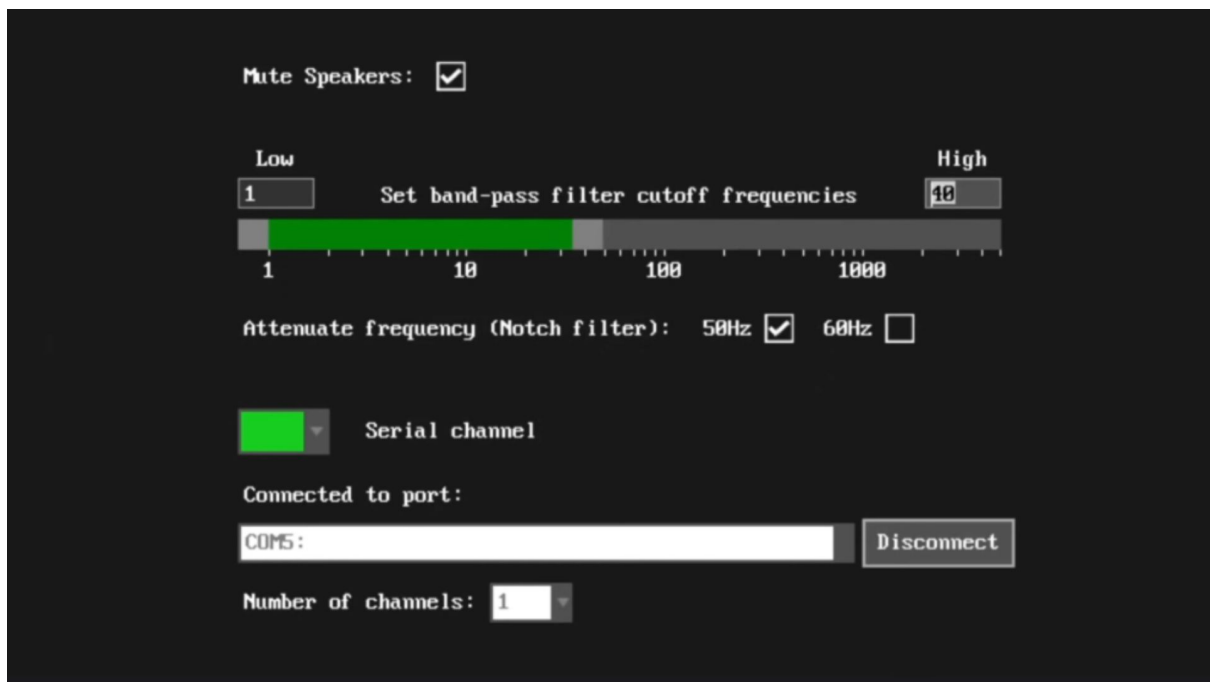 Mute Speakers:
Low High
1 Set band-pass filter cutoff frequencies 40
1 10 100 1000
Attenuate frequency (Notch filter): 50Hz 60Hz
Serial channel
Connected to port:
COM5: Disconnect
Number of channels: 1